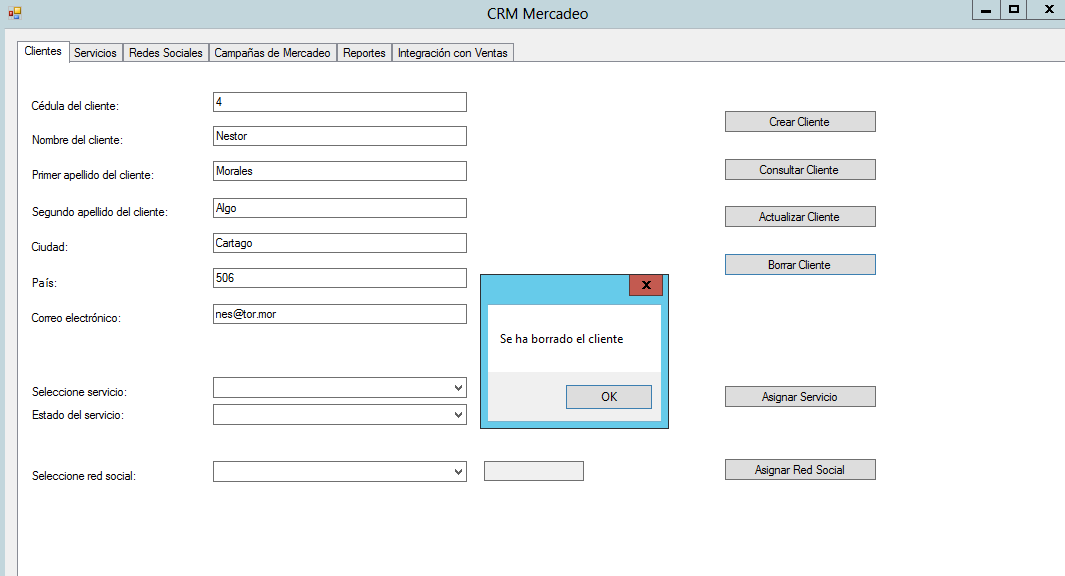 CRM Mercadeo
Clientes Servicios Redes Sociales Campañas de Mercadeo Reportes Integración con Ventas
Cédula del cliente: 4
Crear Cliente
Nombre del cliente: Nestor
Primer apellido del cliente: Morales
Consultar Cliente
Segundo apellido del cliente: Algo
Actualizar Cliente
Ciudad: Cartago
Borrar Cliente
País: 506
Correo electrónico: nes@tor.mor
Se ha borrado el cliente
OK
Seleccione servicio:
Asignar Servicio
Estado del servicio:
Seleccione red social:
Asignar Red Social